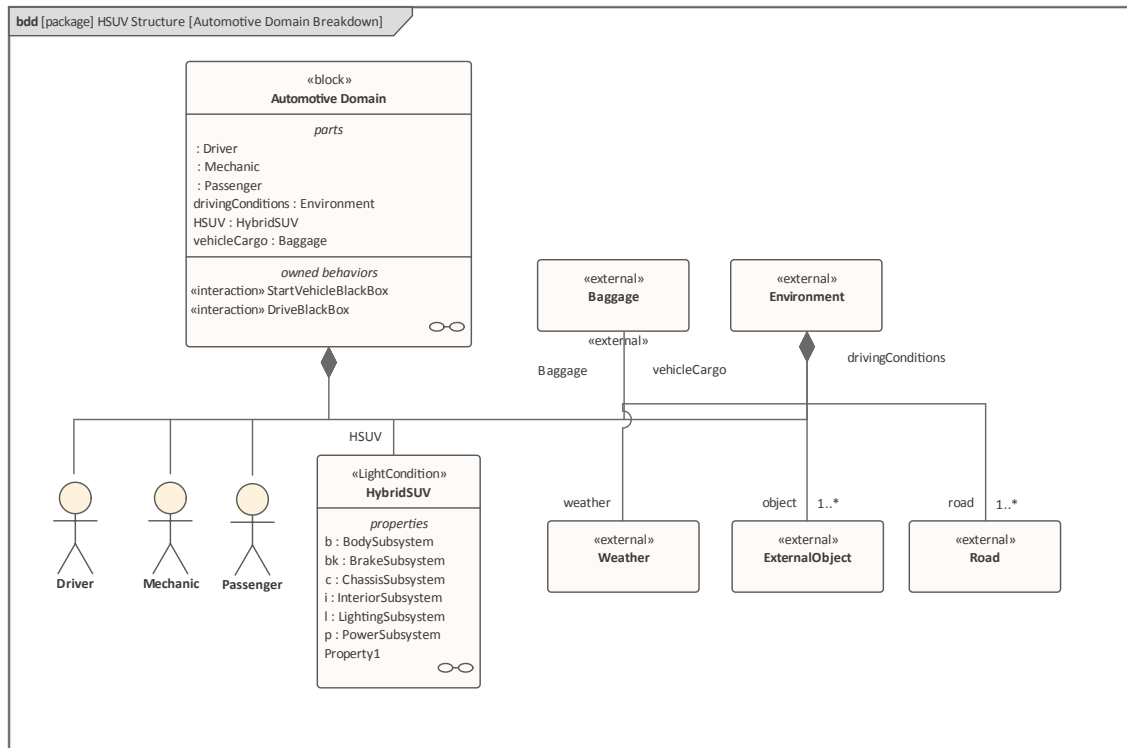 bdd [package] HSUV Structure [Automotive Domain Breakdown]
«block»
Automotive Domain
parts
: Driver
: Mechanic
: Passenger
drivingConditions : Environment
HSUV : HybridSUV
vehicleCargo : Baggage
owned behaviors
«interaction» StartVehicleBlackBox
«interaction» DriveBlackBox
«external»
Baggage
«external»
Environment
«external»
Baggage
vehicleCargo
drivingConditions
HSUV
Driver
Mechanic
Passenger
«LightCondition»
HybridSUV
properties
b : BodySubsystem
bk : BrakeSubsystem
c : ChassisSubsystem
i : InteriorSubsystem
l : LightingSubsystem
p : PowerSubsystem
Property1
weather
object
1..*
road
1..*
«external»
Weather
«external»
ExternalObject
«external»
Road